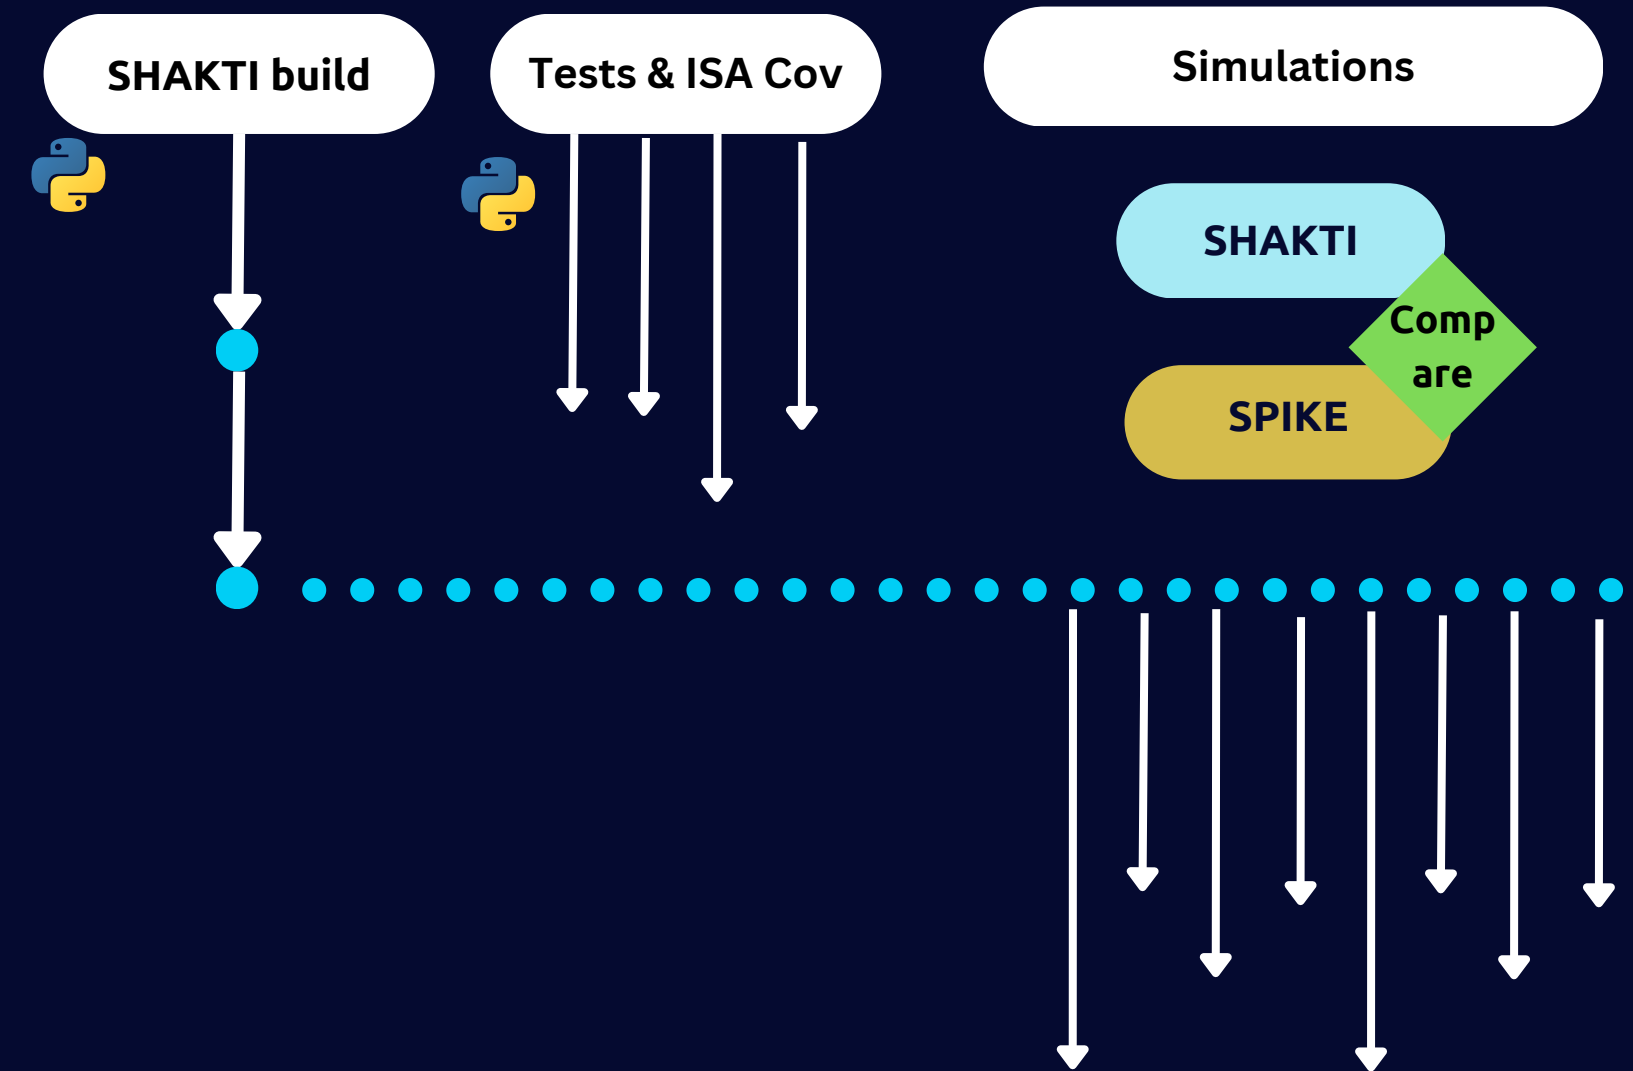 SHAKTI build
Tests & ISA Cov
Simulations
SHAKTI
Comp
are
SPIKE